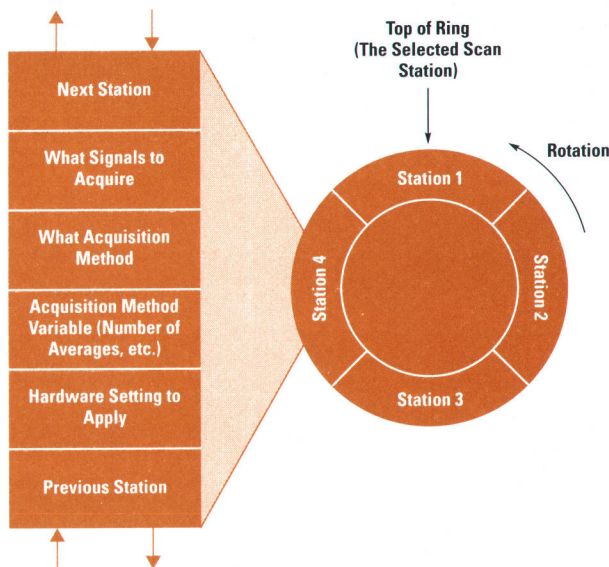 Next Station
What Signals to
Acquire
What Acquisition
Method
Acquisition Method
Variable (Number of
Averages, etc.)
Hardware Setting to
Apply
Previous Station
Top of Ring
(The Selected Scan
Station)
Rotation
Station 1
Station 2
Station 3
Station 4